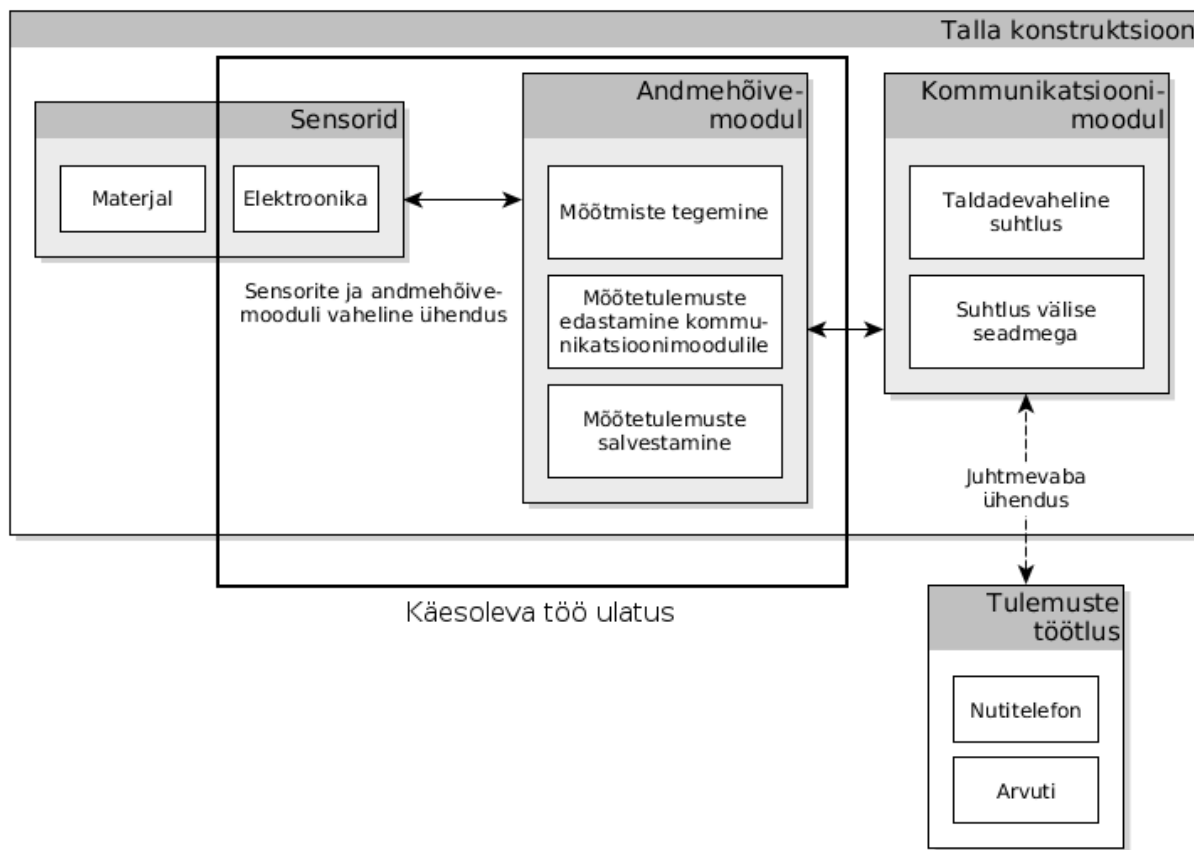 Talla konstruktsioon
Sensorid
Materjal
Elektroonika
Sensorite ja andmehõive-
mooduli vaheline ühendus
Andmehõive-
moodul
Mõõtmiste tegemine
Mõõtetulemuste
edastamine kommu-
nikatsioonimoodulile
Mõõtetulemuste
salvestamine
Kommunikatsiooni-
moodul
Taldadevaheline
suhtlus
Suhtlus välise
seadmega
Juhtmevaba
ühendus
Käesoleva töö ulatus
Tulemuste
töötlus
Nutitelefon
Arvuti